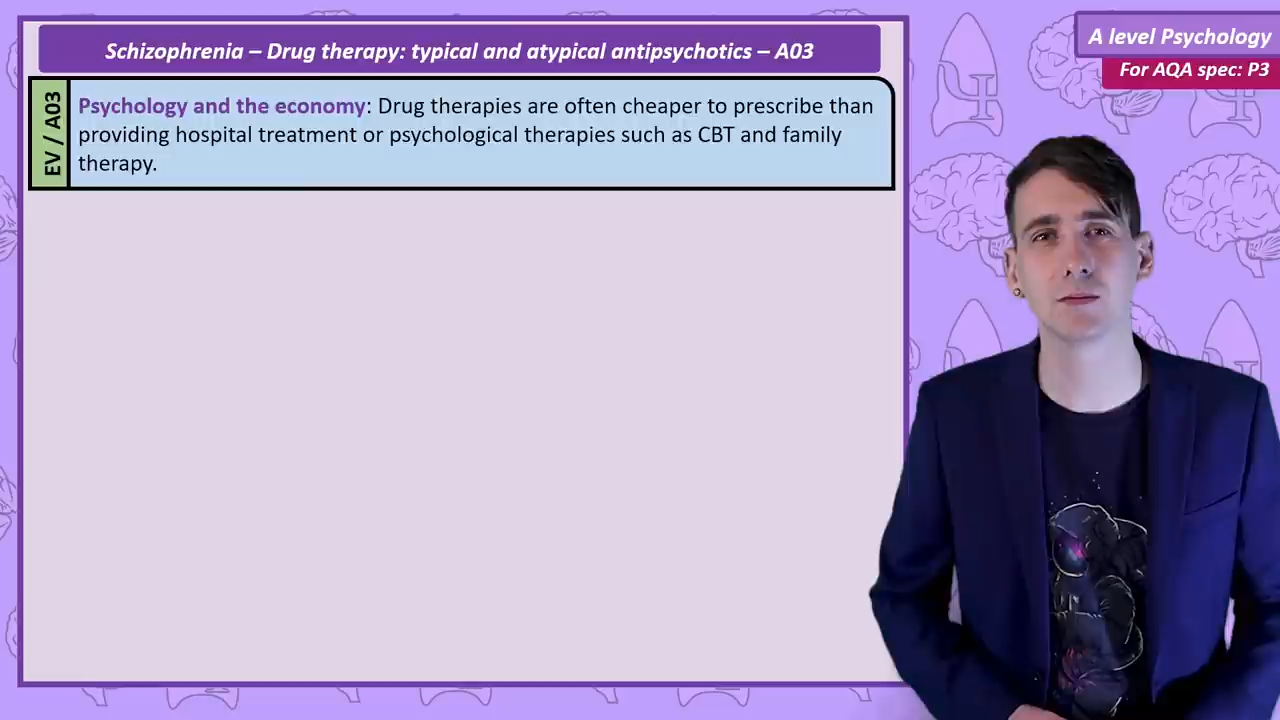 Schizophrenia – Drug therapy: typical and atypical antipsychotics – A03
A level Psychology
For AQA spec: P3
EV / A03
Psychology and the economy: Drug therapies are often cheaper to prescribe than
providing hospital treatment or psychological therapies such as CBT and family
therapy.